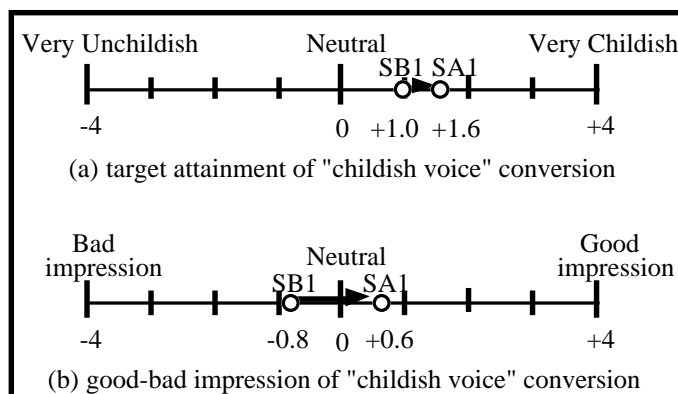 Very Unchildish Neutral Very Childish
SB1 SA1
-4 0 +1.0 +1.6 +4
(a) target attainment of "childish voice" conversion
Bad impression Neutral Good impression
SB1 SA1
-4 -0.8 0 +0.6 +4
(b) good-bad impression of "childish voice" conversion